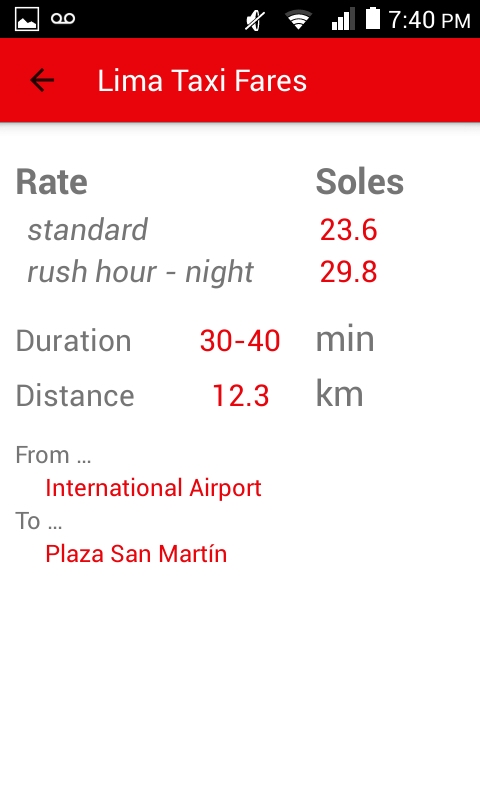 7:40 PM
Lima Taxi Fares
Rate Soles
standard 23.6
rush hour - night 29.8
Duration 30-40 min
Distance 12.3 km
From ...
International Airport
To ...
Plaza San Martín